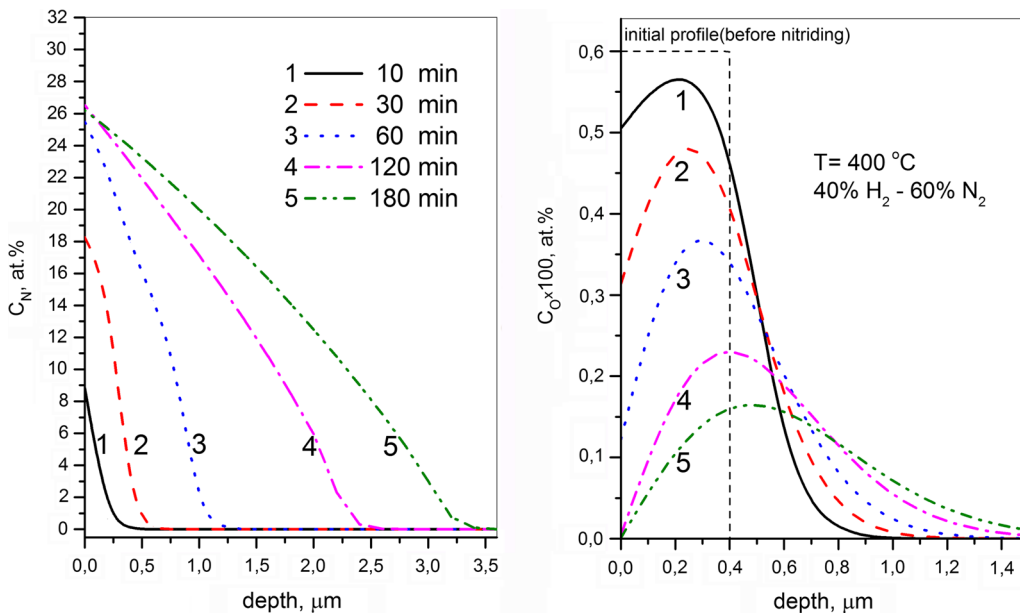 32
30
28
26
24
22
20
18
16
14
12
10
8
6
4
2
0
C_N, at.%
1 10 min
2 30 min
3 60 min
4 120 min
5 180 min
1 2 3 4 5
0,0 0,5 1,0 1,5 2,0 2,5 3,0 3,5
depth, μm
initial profile(before nitriding)
0,6
0,5
0,4
0,3
0,2
0,1
0,0
C_O×100, at.%
1
2
3
4
5
T= 400 °C
40% H₂ - 60% N₂
0,0 0,2 0,4 0,6 0,8 1,0 1,2 1,4
depth, μm